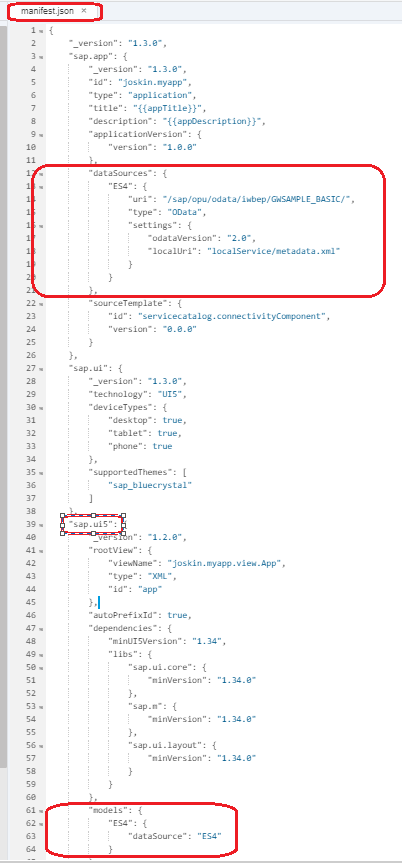 manifest.json ×
1 {
2 "_version": "1.3.0",
3 "sap.app": {
4 "_version": "1.3.0",
5 "id": "joskin.myapp",
6 "type": "application",
7 "title": "{{appTitle}}",
8 "description": "{{appDescription}}",
9 "applicationVersion": {
10 "version": "1.0.0"
11 },
12 "dataSources": {
13 "ES4": {
14 "uri": "/sap/opu/odata/iwbep/GWSAMPLE_BASIC/",
15 "type": "OData",
16 "settings": {
17 "odataVersion": "2.0",
18 "localUri": "localService/metadata.xml"
19 }
20 }
21 },
22 "sourceTemplate": {
23 "id": "servicecatalog.connectivityComponent",
24 "version": "0.0.0"
25 }
26 },
27 "sap.ui": {
28 "_version": "1.3.0",
29 "technology": "UI5",
30 "deviceTypes": {
31 "desktop": true,
32 "tablet": true,
33 "phone": true
34 },
35 "supportedThemes": [
36 "sap_bluecrystal"
37 ]
38 },
39 "sap.ui5": {
40 "_version": "1.2.0",
41 "rootView": {
42 "viewName": "joskin.myapp.view.App",
43 "type": "XML",
44 "id": "app"
45 },
46 "autoPrefixId": true,
47 "dependencies": {
48 "minUI5Version": "1.34",
49 "libs": {
50 "sap.ui.core": {
51 "minVersion": "1.34.0"
52 },
53 "sap.m": {
54 "minVersion": "1.34.0"
55 },
56 "sap.ui.layout": {
57 "minVersion": "1.34.0"
58 }
59 }
60 },
61 "models": {
62 "ES4": {
63 "dataSource": "ES4"
64 }